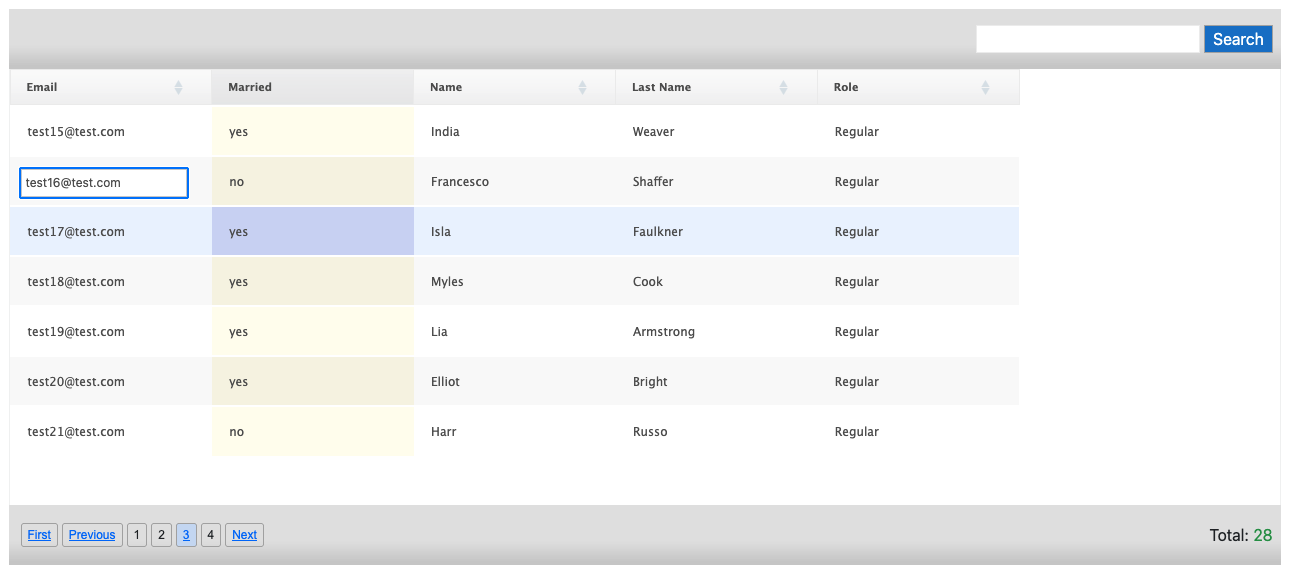 Search
Email Married Name Last Name Role
test15@test.com yes India Weaver Regular
test16@test.com no Francesco Shaffer Regular
test17@test.com yes Isla Faulkner Regular
test18@test.com yes Myles Cook Regular
test19@test.com yes Lia Armstrong Regular
test20@test.com yes Elliot Bright Regular
test21@test.com no Harr Russo Regular
First Previous 1 2 3 4 Next Total: 28